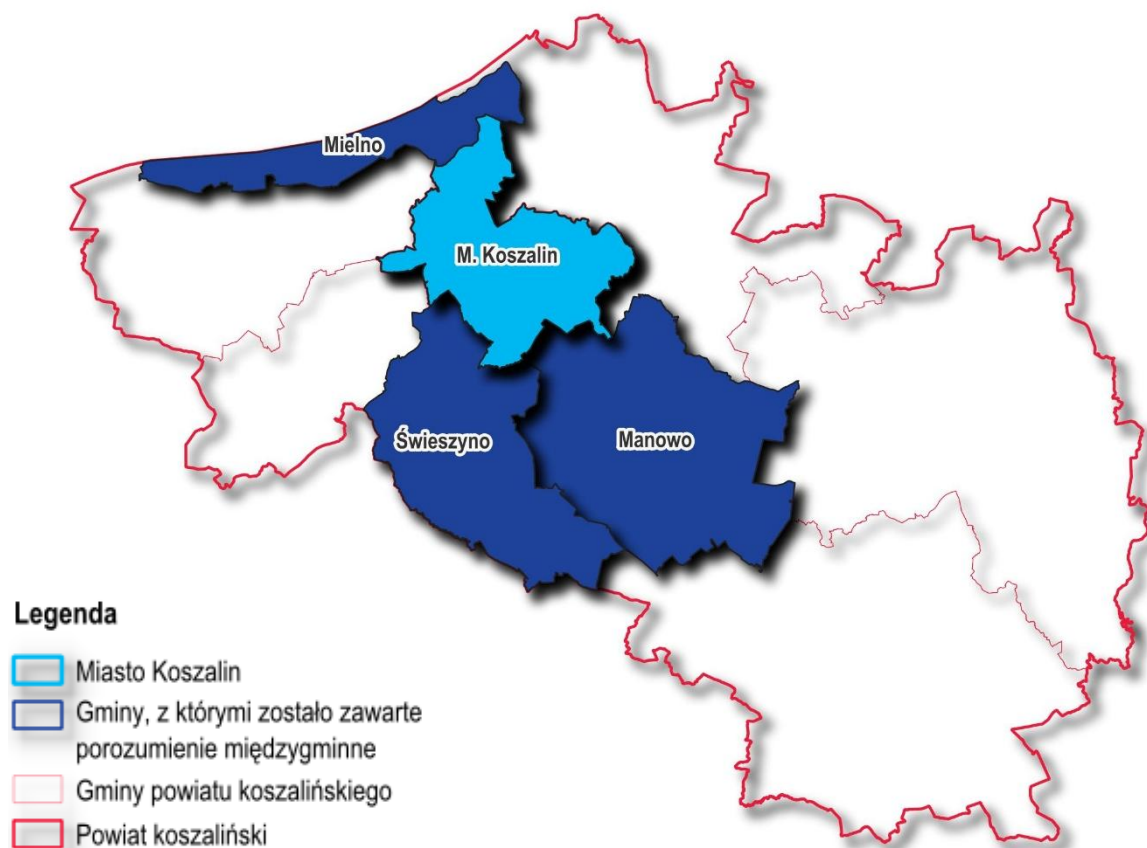 Mielno
M. Koszalin
Świeszyno
Manowo
Legenda
Miasto Koszalin
Gminy, z którymi zostało zawarte
porozumienie międzygminne
Gminy powiatu koszalińskiego
Powiat koszaliński